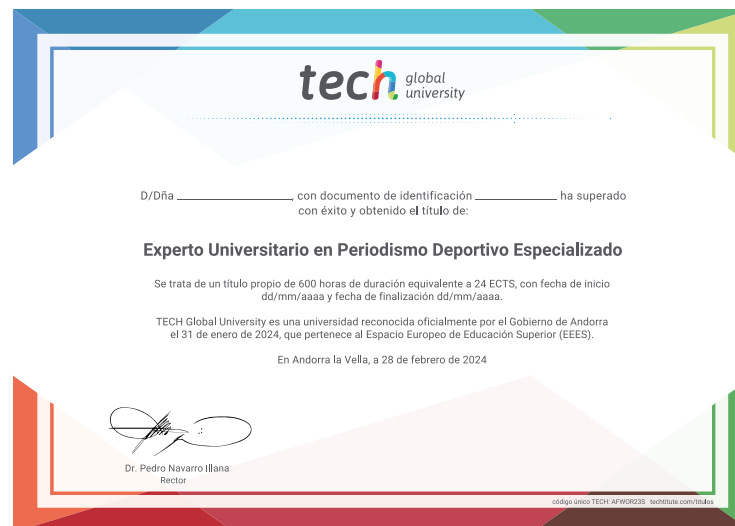 tech global university
D/Dña ____________________, con documento de identificación ______________ ha superado
con éxito y obtenido el título de:
Experto Universitario en Periodismo Deportivo Especializado
Se trata de un título propio de 600 horas de duración equivalente a 24 ECTS, con fecha de inicio
dd/mm/aaaa y fecha de finalización dd/mm/aaaa.
TECH Global University es una universidad reconocida oficialmente por el Gobierno de Andorra
el 31 de enero de 2024, que pertenece al Espacio Europeo de Educación Superior (EEES).
En Andorra la Vella, a 28 de febrero de 2024
Dr. Pedro Navarro Illana
Rector
código único TECH: AFWOR23S techtitute.com/titulos